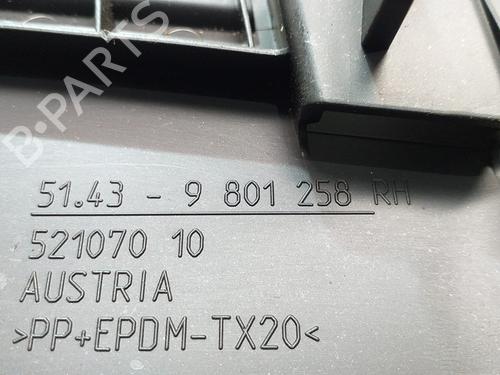 B-PARTS
51.43 - 9 801 258 RH
521070 10
AUSTRIA
>PP+EPDM-TX20<